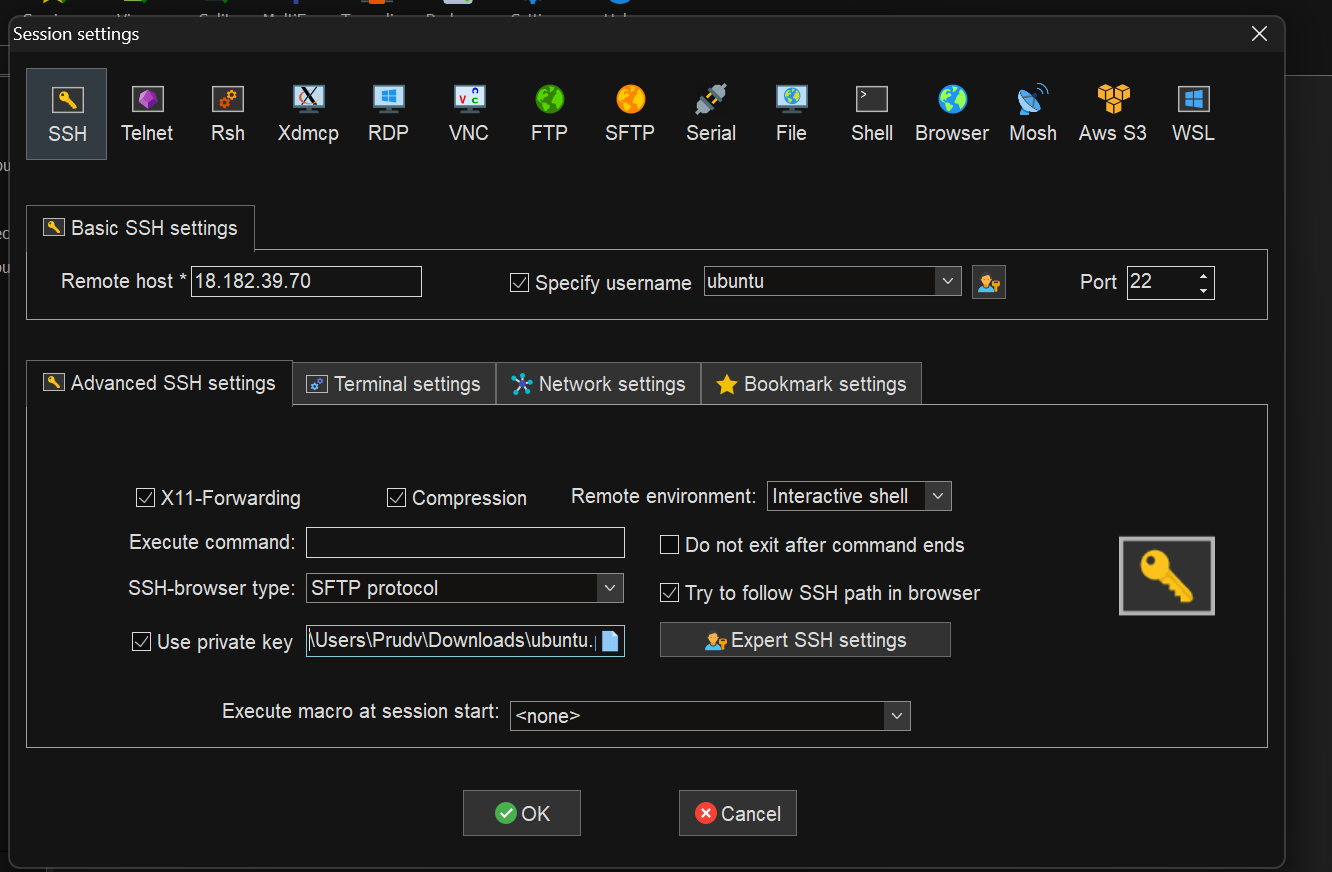 Session settings
SSH Telnet Rsh Xdmcp RDP VNC FTP SFTP Serial File Shell Browser Mosh Aws S3 WSL
Basic SSH settings
Remote host * 18.182.39.70 Specify username ubuntu Port 22
Advanced SSH settings Terminal settings Network settings Bookmark settings
X11-Forwarding Compression Remote environment: Interactive shell
Execute command: Do not exit after command ends
SSH-browser type: SFTP protocol Try to follow SSH path in browser
Use private key \Users\Prudv\Downloads\ubuntu. Expert SSH settings
Execute macro at session start: <none>
OK Cancel